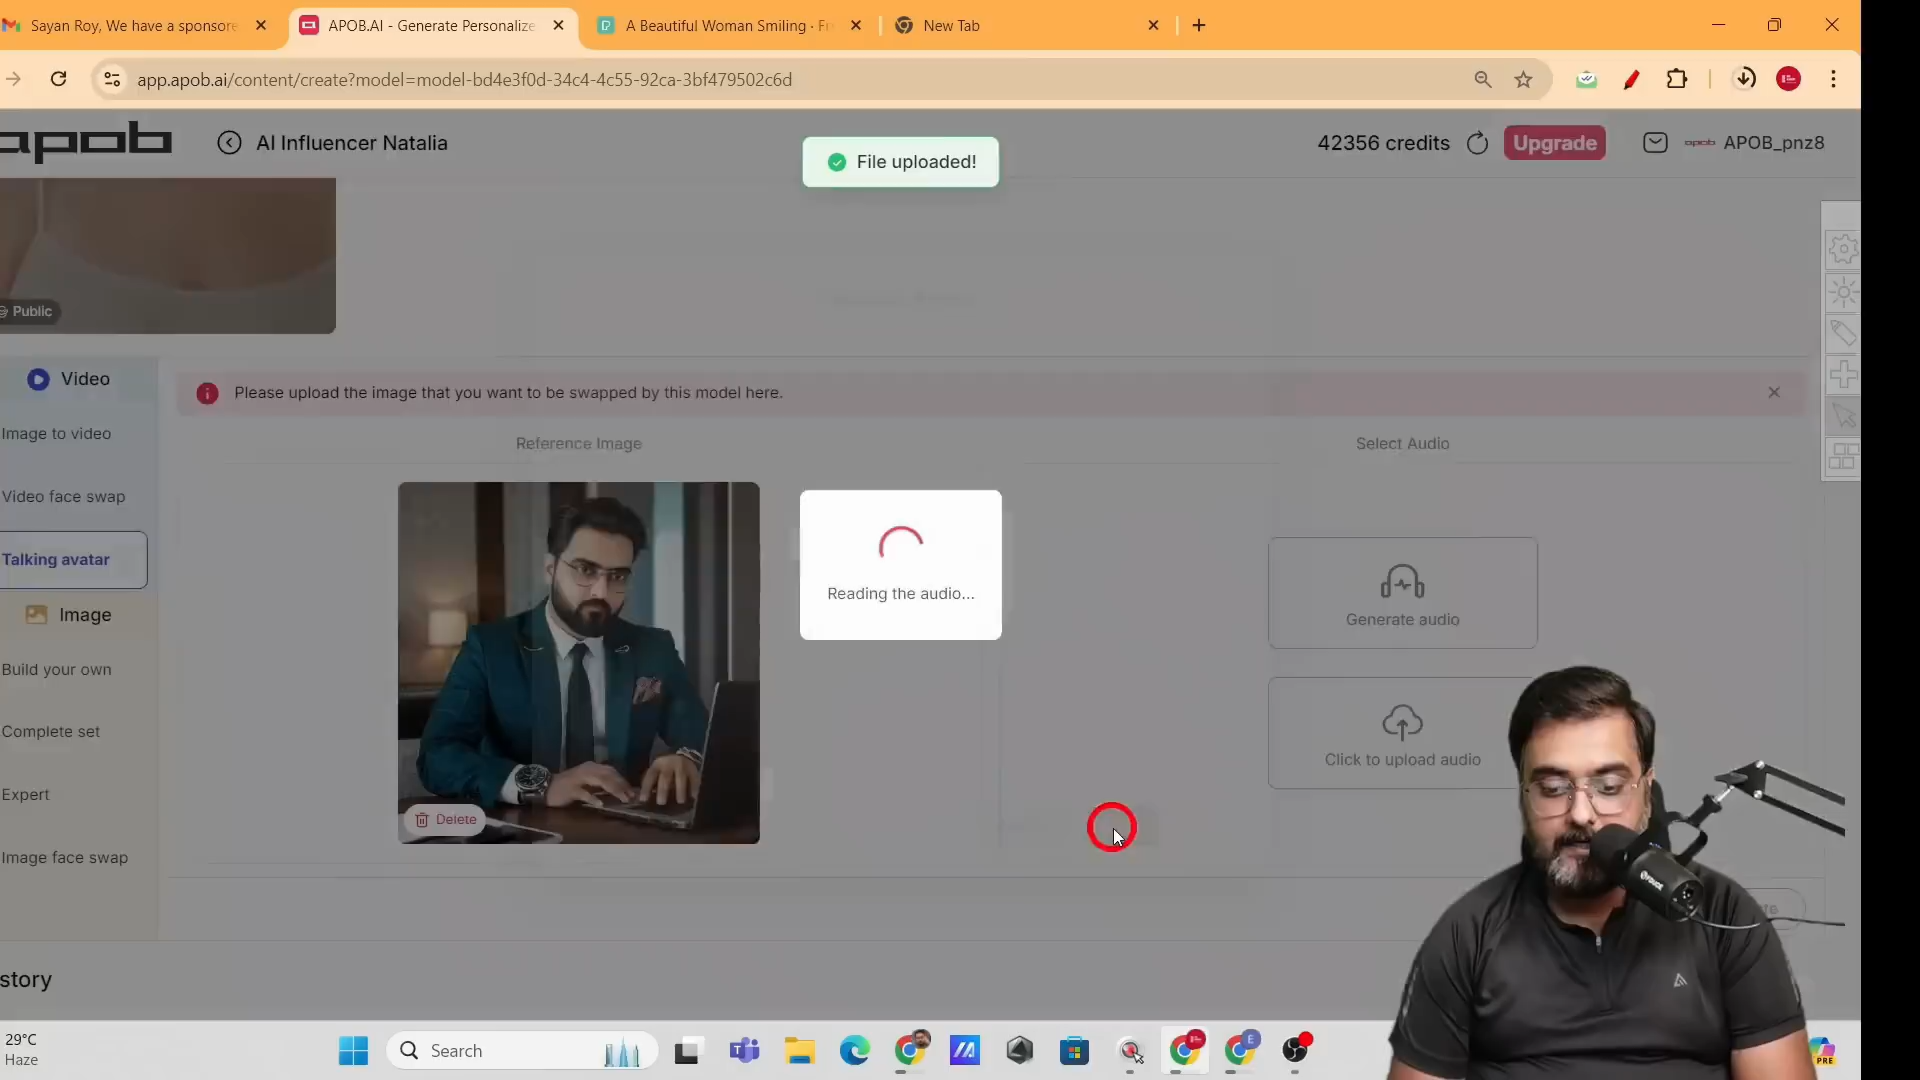 Sayan Roy, We have a sponsore
APOB.AI - Generate Personalize
A Beautiful Woman Smiling · Fr
New Tab
app.apob.ai/content/create?model=model-bd4e3f0d-34c4-4c55-92ca-3bf479502c6d
apob
AI Influencer Natalia
File uploaded!
42356 credits
Upgrade
apob
APOB_pnz8
Public
Video
Please upload the image that you want to be swapped by this model here.
Image to video
Reference Image
Select Audio
Video face swap
Talking avatar
Reading the audio...
Generate audio
Image
Build your own
Complete set
Click to upload audio
Expert
Delete
Image face swap
story
29°C
Haze
Search
PRE